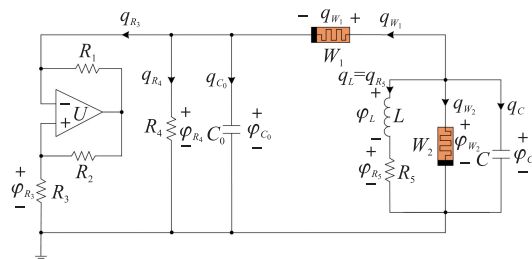 q_{R_3}
− q_{W_1} + q_{W_1}
W_1
R_1
q_{R_4} q_{C_0}
q_L=q_{R_5}
+ φ_L − L
q_{W_2} q_C
− + U
R_4 + φ_{R_4} −
C_0 + φ_{C_0} −
W_2 + φ_{W_2} −
C + φ_C −
R_2
+ φ_{R_3} − R_3
+ φ_{R_5} − R_5